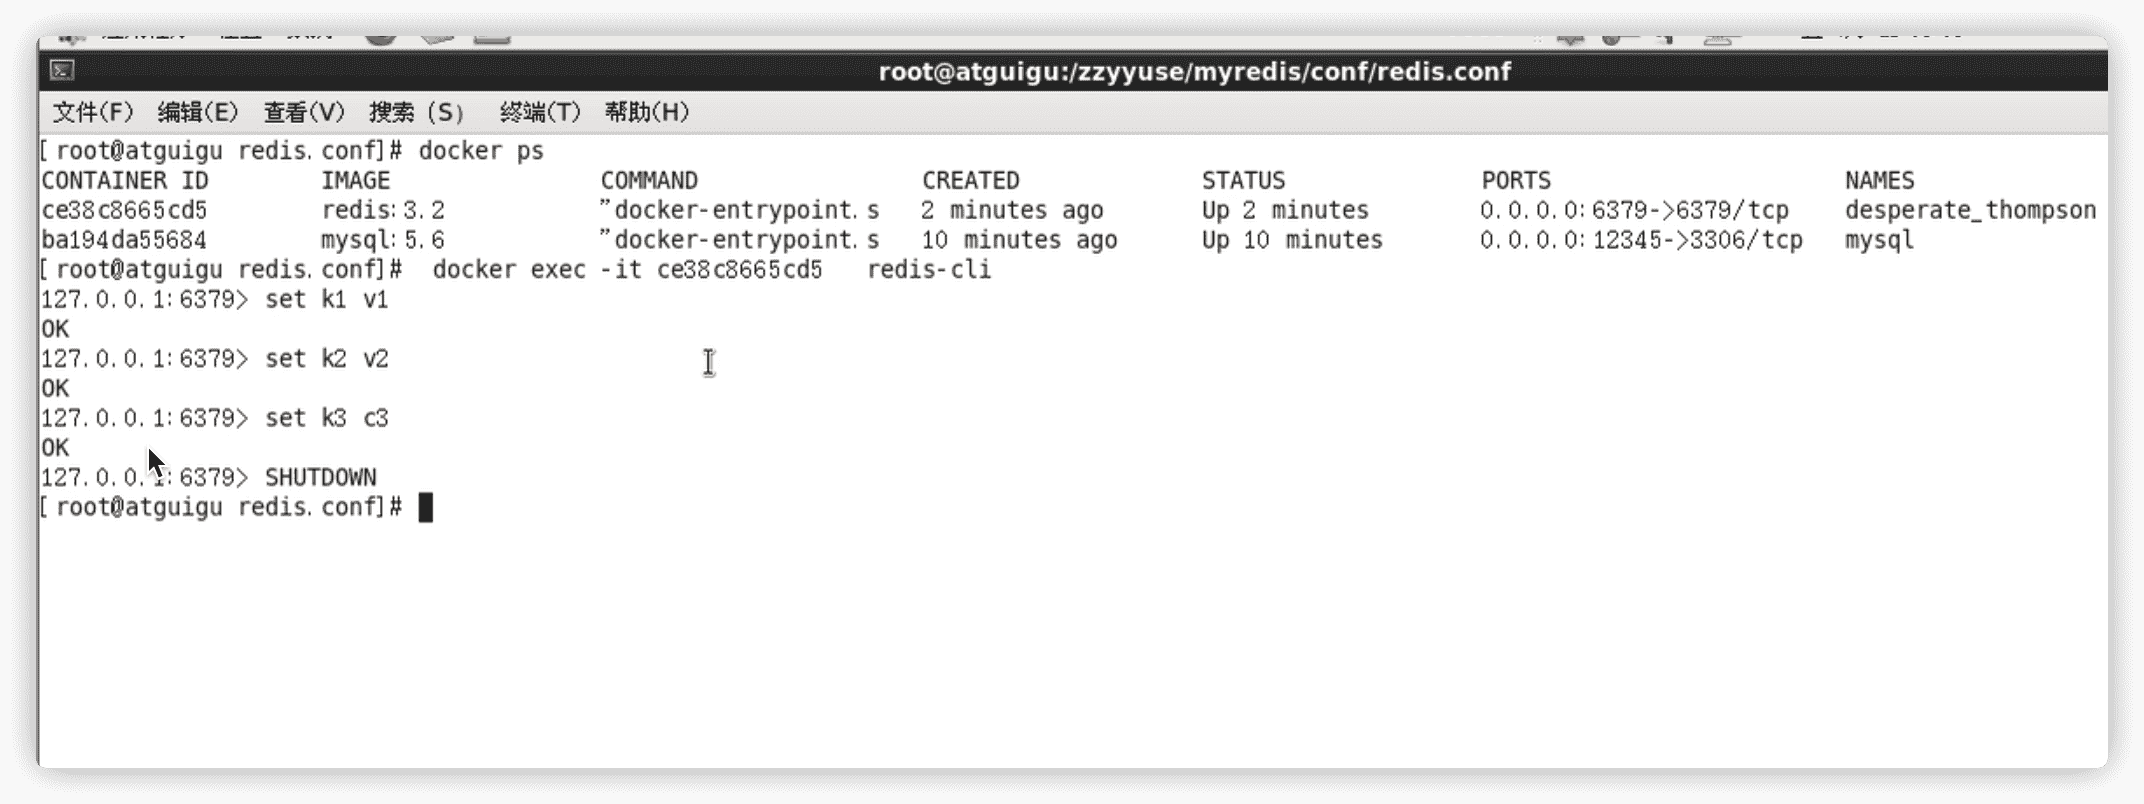 root@atguigu:/zzyyuse/myredis/conf/redis.conf
文件(F) 编辑(E) 查看(V) 搜索 (S) 终端(T) 帮助(H)
[root@atguigu redis.conf]# docker ps
CONTAINER ID IMAGE COMMAND CREATED STATUS PORTS NAMES
ce38c8665cd5 redis:3.2 "docker-entrypoint.s 2 minutes ago Up 2 minutes 0.0.0.0:6379->6379/tcp desperate_thompson
ba194da55684 mysql:5.6 "docker-entrypoint.s 10 minutes ago Up 10 minutes 0.0.0.0:12345->3306/tcp mysql
[root@atguigu redis.conf]# docker exec -it ce38c8665cd5 redis-cli
127.0.0.1:6379> set k1 v1
OK
127.0.0.1:6379> set k2 v2
OK
127.0.0.1:6379> set k3 c3
OK
127.0.0.1:6379> SHUTDOWN
[root@atguigu redis.conf]#